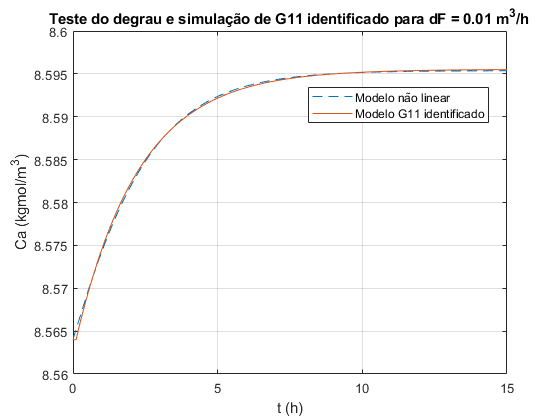 Teste do degrau e simulação de G11 identificado para dF = 0.01 m³/h
8.6
8.595
8.59
8.585
8.58
8.575
8.57
8.565
8.56
Ca (kgmol/m³)
Modelo não linear
Modelo G11 identificado
0 5 10 15
t (h)